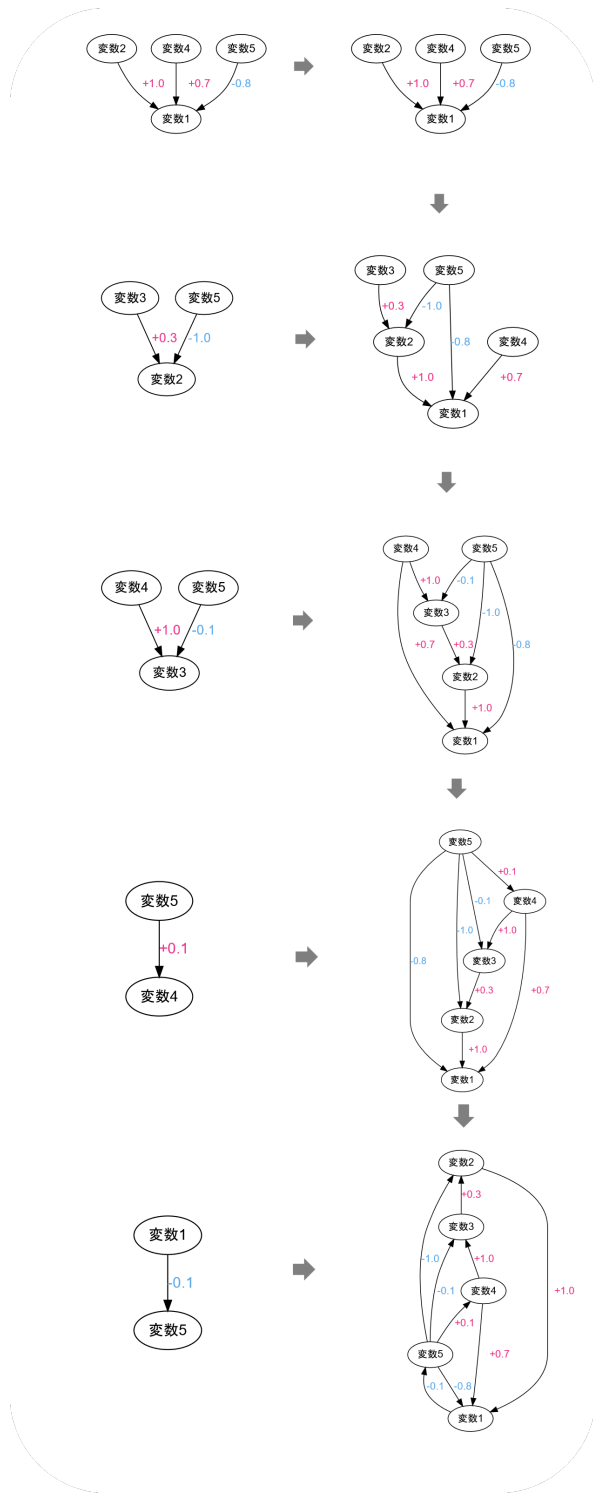 変数2 変数4 変数5 変数2 変数4 変数5
+1.0 +0.7 -0.8 +1.0 +0.7 -0.8
変数1 変数1
変数3 変数5
変数3 変数5
+0.3 -1.0
+0.3 -1.0
変数2 -0.8 変数4
変数2
+1.0 +0.7
変数1
変数4 変数5
変数4 変数5
+1.0 -0.1
変数3 -1.0
+1.0 -0.1
+0.7 +0.3 -0.8
変数3
変数2
+1.0
変数1
変数5
+0.1
変数5 -0.1 変数4
-1.0 +1.0
+0.1
-0.8 変数3
+0.3 +0.7
変数4
変数2
+1.0
変数1
変数2
+0.3
変数1 変数3
-1.0 +1.0
-0.1
-0.1 変数4 +1.0
+0.1
変数5
変数5 +0.7
-0.1 -0.8
変数1